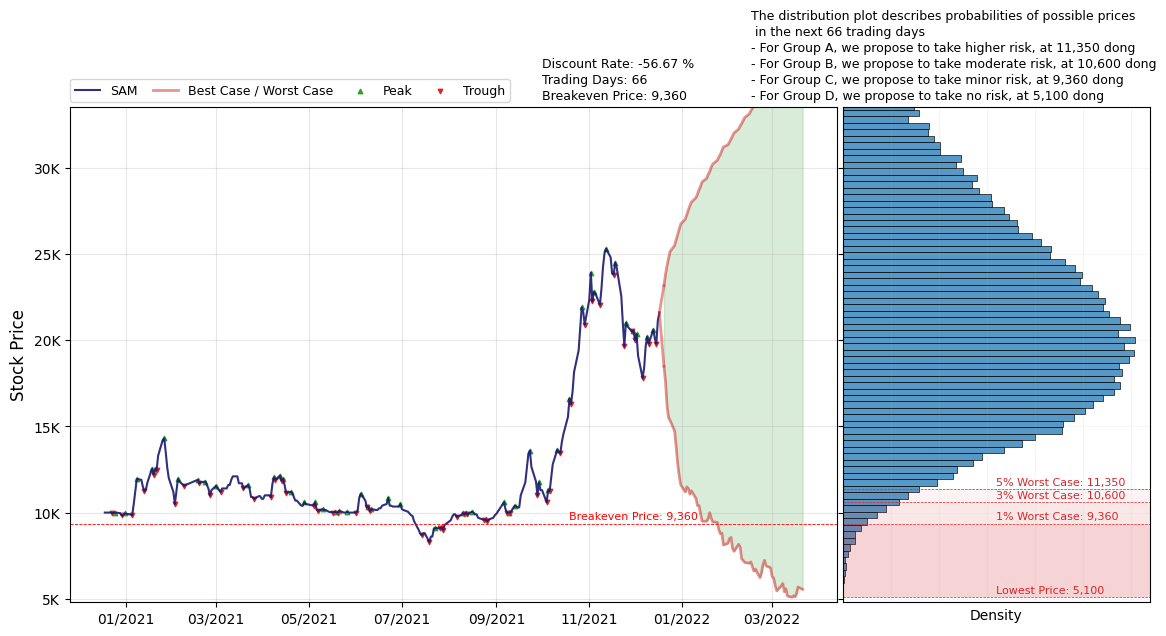 The distribution plot describes probabilities of possible prices
in the next 66 trading days
- For Group A, we propose to take higher risk, at 11,350 dong
- For Group B, we propose to take moderate risk, at 10,600 dong
- For Group C, we propose to take minor risk, at 9,360 dong
- For Group D, we propose to take no risk, at 5,100 dong
Discount Rate: -56.67 %
Trading Days: 66
Breakeven Price: 9,360
SAM
Best Case / Worst Case
Peak
Trough
Stock Price
30K
25K
20K
15K
10K
5K
Breakeven Price: 9,360
5% Worst Case: 11,350
3% Worst Case: 10,600
1% Worst Case: 9,360
Lowest Price: 5,100
01/2021
03/2021
05/2021
07/2021
09/2021
11/2021
01/2022
03/2022
Density